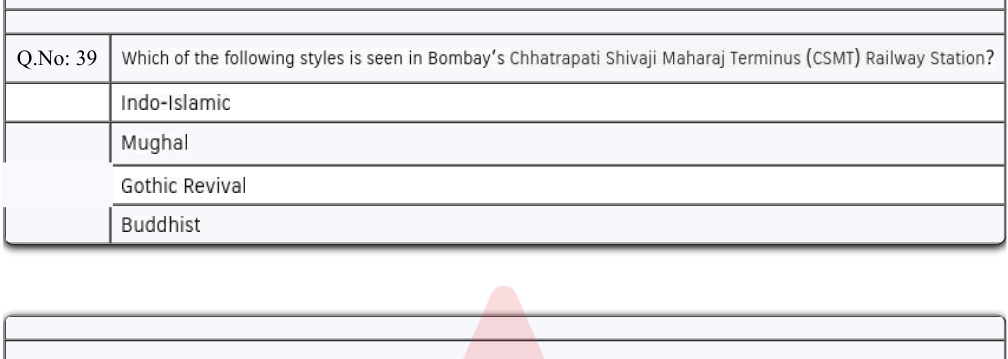 Q.No: 39 Which of the following styles is seen in Bombay's Chhatrapati Shivaji Maharaj Terminus (CSMT) Railway Station?
Indo-Islamic
Mughal
Gothic Revival
Buddhist